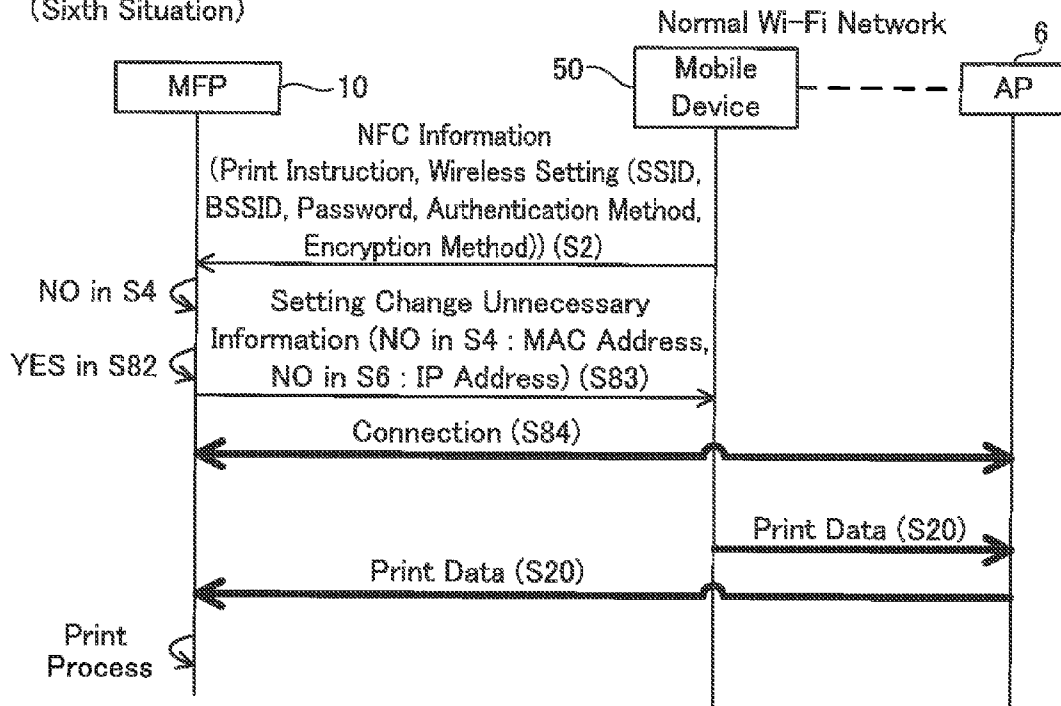 (Sixth Situation)
Normal Wi-Fi Network
6
MFP
10
50
Mobile
Device
AP
NFC Information
(Print Instruction, Wireless Setting (SSID,
BSSID, Password, Authentication Method,
Encryption Method)) (S2)
NO in S4
Setting Change Unnecessary
Information (NO in S4 : MAC Address,
NO in S6 : IP Address) (S83)
YES in S82
Connection (S84)
Print Data (S20)
Print Data (S20)
Print
Process